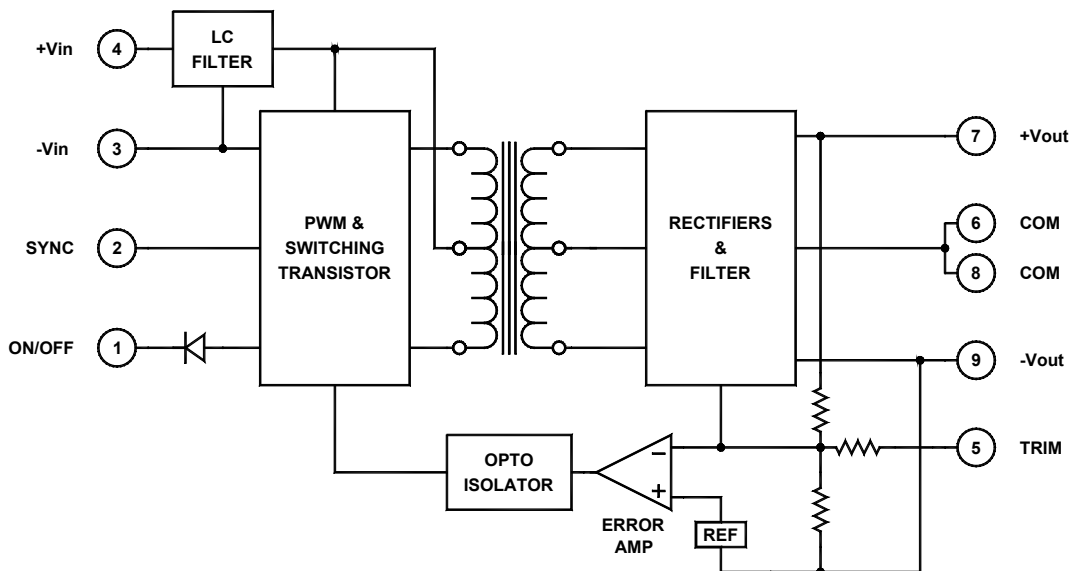 +Vin
4
LC
FILTER
-Vin
3
7
+Vout
PWM &
SWITCHING
TRANSISTOR
RECTIFIERS
&
FILTER
6
COM
SYNC
2
8
COM
ON/OFF
1
9
-Vout
OPTO
ISOLATOR
−
+
5
TRIM
ERROR
AMP
REF